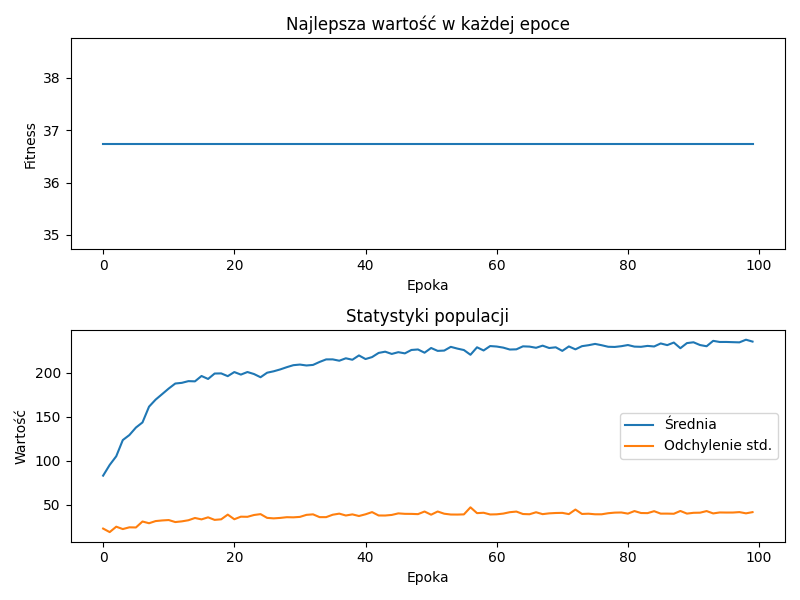 Najlepsza wartość w każdej epoce
38
37
36
35
Fitness
0 20 40 60 80 100
Epoka
Statystyki populacji
200
150
100
50
Wartość
Średnia
Odchylenie std.
0 20 40 60 80 100
Epoka